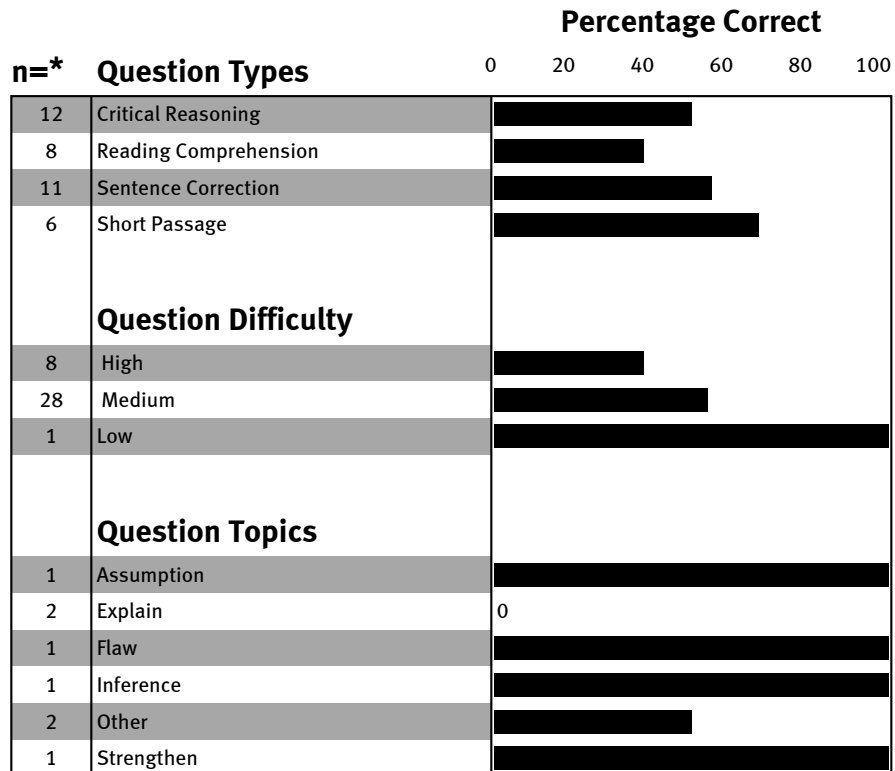 Percentage Correct
n=* Question Types 0 20 40 60 80 100
12 Critical Reasoning
8 Reading Comprehension
11 Sentence Correction
6 Short Passage
Question Difficulty
8 High
28 Medium
1 Low
Question Topics
1 Assumption
2 Explain 0
1 Flaw
1 Inference
2 Other
1 Strengthen